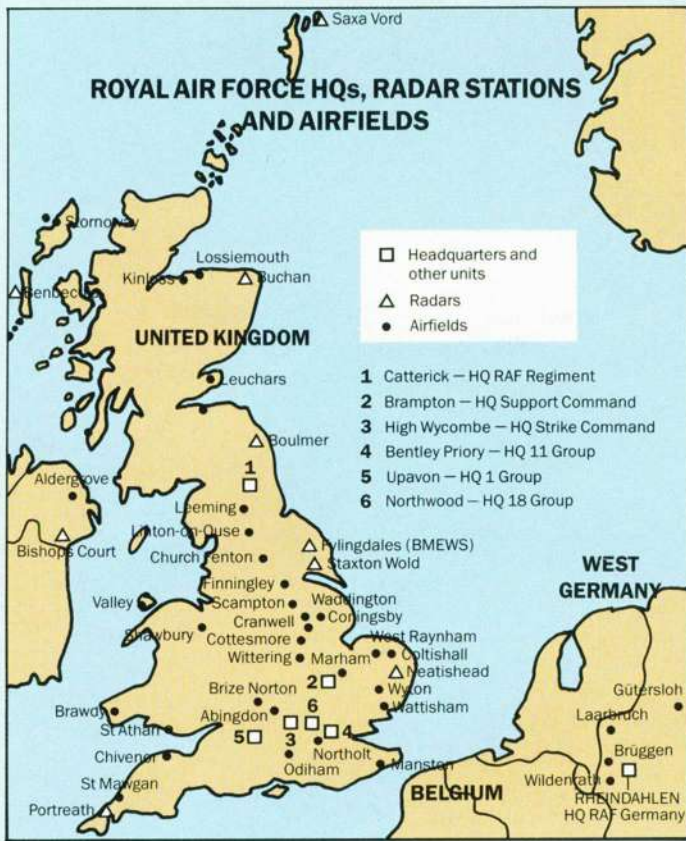 Saxa Vord
ROYAL AIR FORCE HQs, RADAR STATIONS
AND AIRFIELDS
Stornoway
Lossiemouth
Kinloss
Buchan
Benbecula
UNITED KINGDOM
Leuchars
Headquarters and
other units
Radars
Airfields
1 Catterick — HQ RAF Regiment
2 Brampton — HQ Support Command
3 High Wycombe — HQ Strike Command
4 Bentley Priory — HQ 11 Group
5 Upavon — HQ 1 Group
6 Northwood — HQ 18 Group
Boulmer
1
Aldergrove
Leeming
Linton-on-Ouse
Bishops Court
Church Fenton
Fylingdales (BMEWS)
Staxton Wold
WEST
GERMANY
Finningley
Valley
Scampton
Waddington
Cranwell
Coningsby
Shawbury
Cottesmore
West Raynham
Coltishall
Wittering
Marham
Neatishead
2
Brize Norton
Wyton
Gütersloh
6
Brawdy
Abingdon
Wattisham
Laarbruch
St Athan
5
3
4
Northolt
Brüggen
Chivenor
Odiham
Manston
St Mawgan
Wildenrath
BELGIUM
RHEINDAHLEN
HQ RAF Germany
Portreath